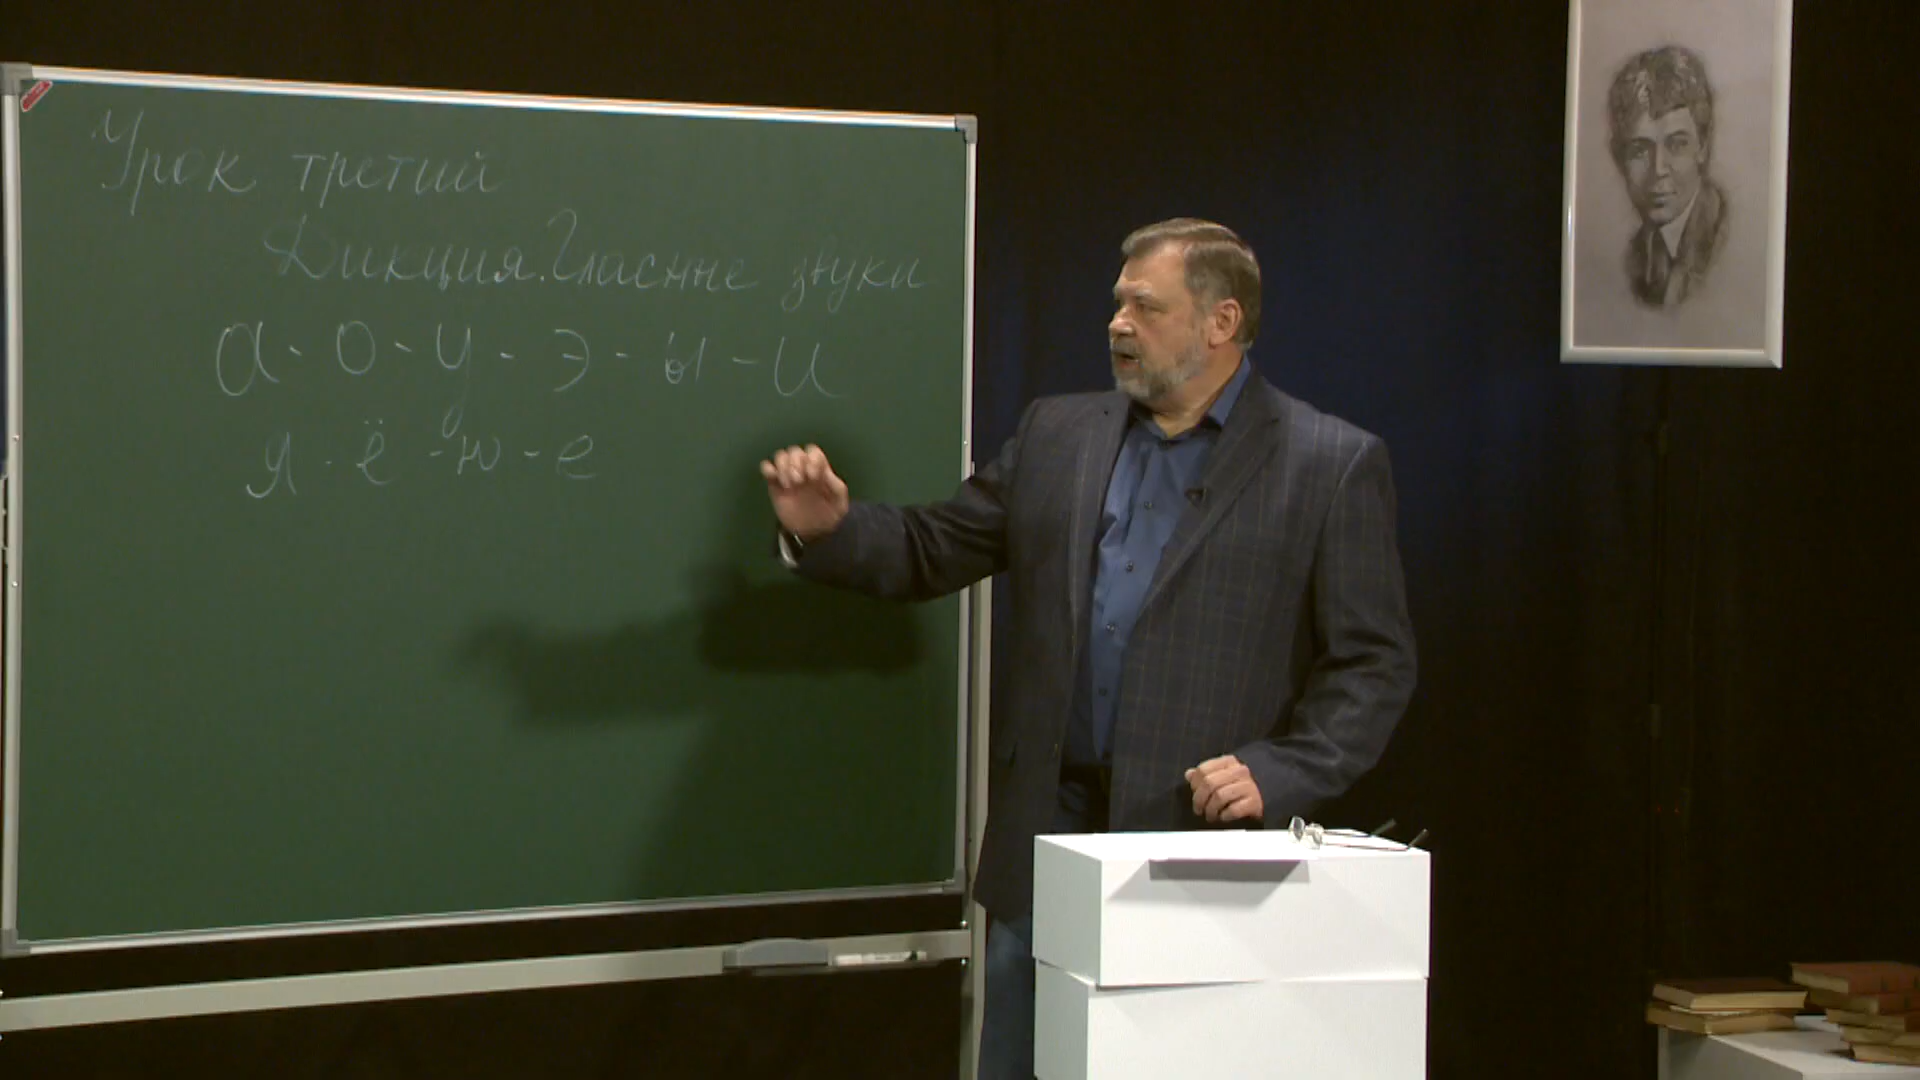 Урок третий
Дикция. Гласные звуки
а - о - у - э - ы - и
я - ё - ю - е